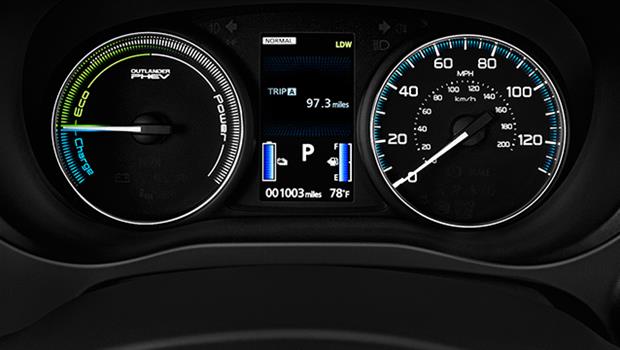 OUTLANDER
PHEV
Eco
Charge
Power
NORMAL
LDW
TRIP A
97.3 miles
P
F
E
001003 miles
78°F
MPH
km/h
0
20
40
60
80
100
120
0
20
40
60
80
100
120
140
160
180
200